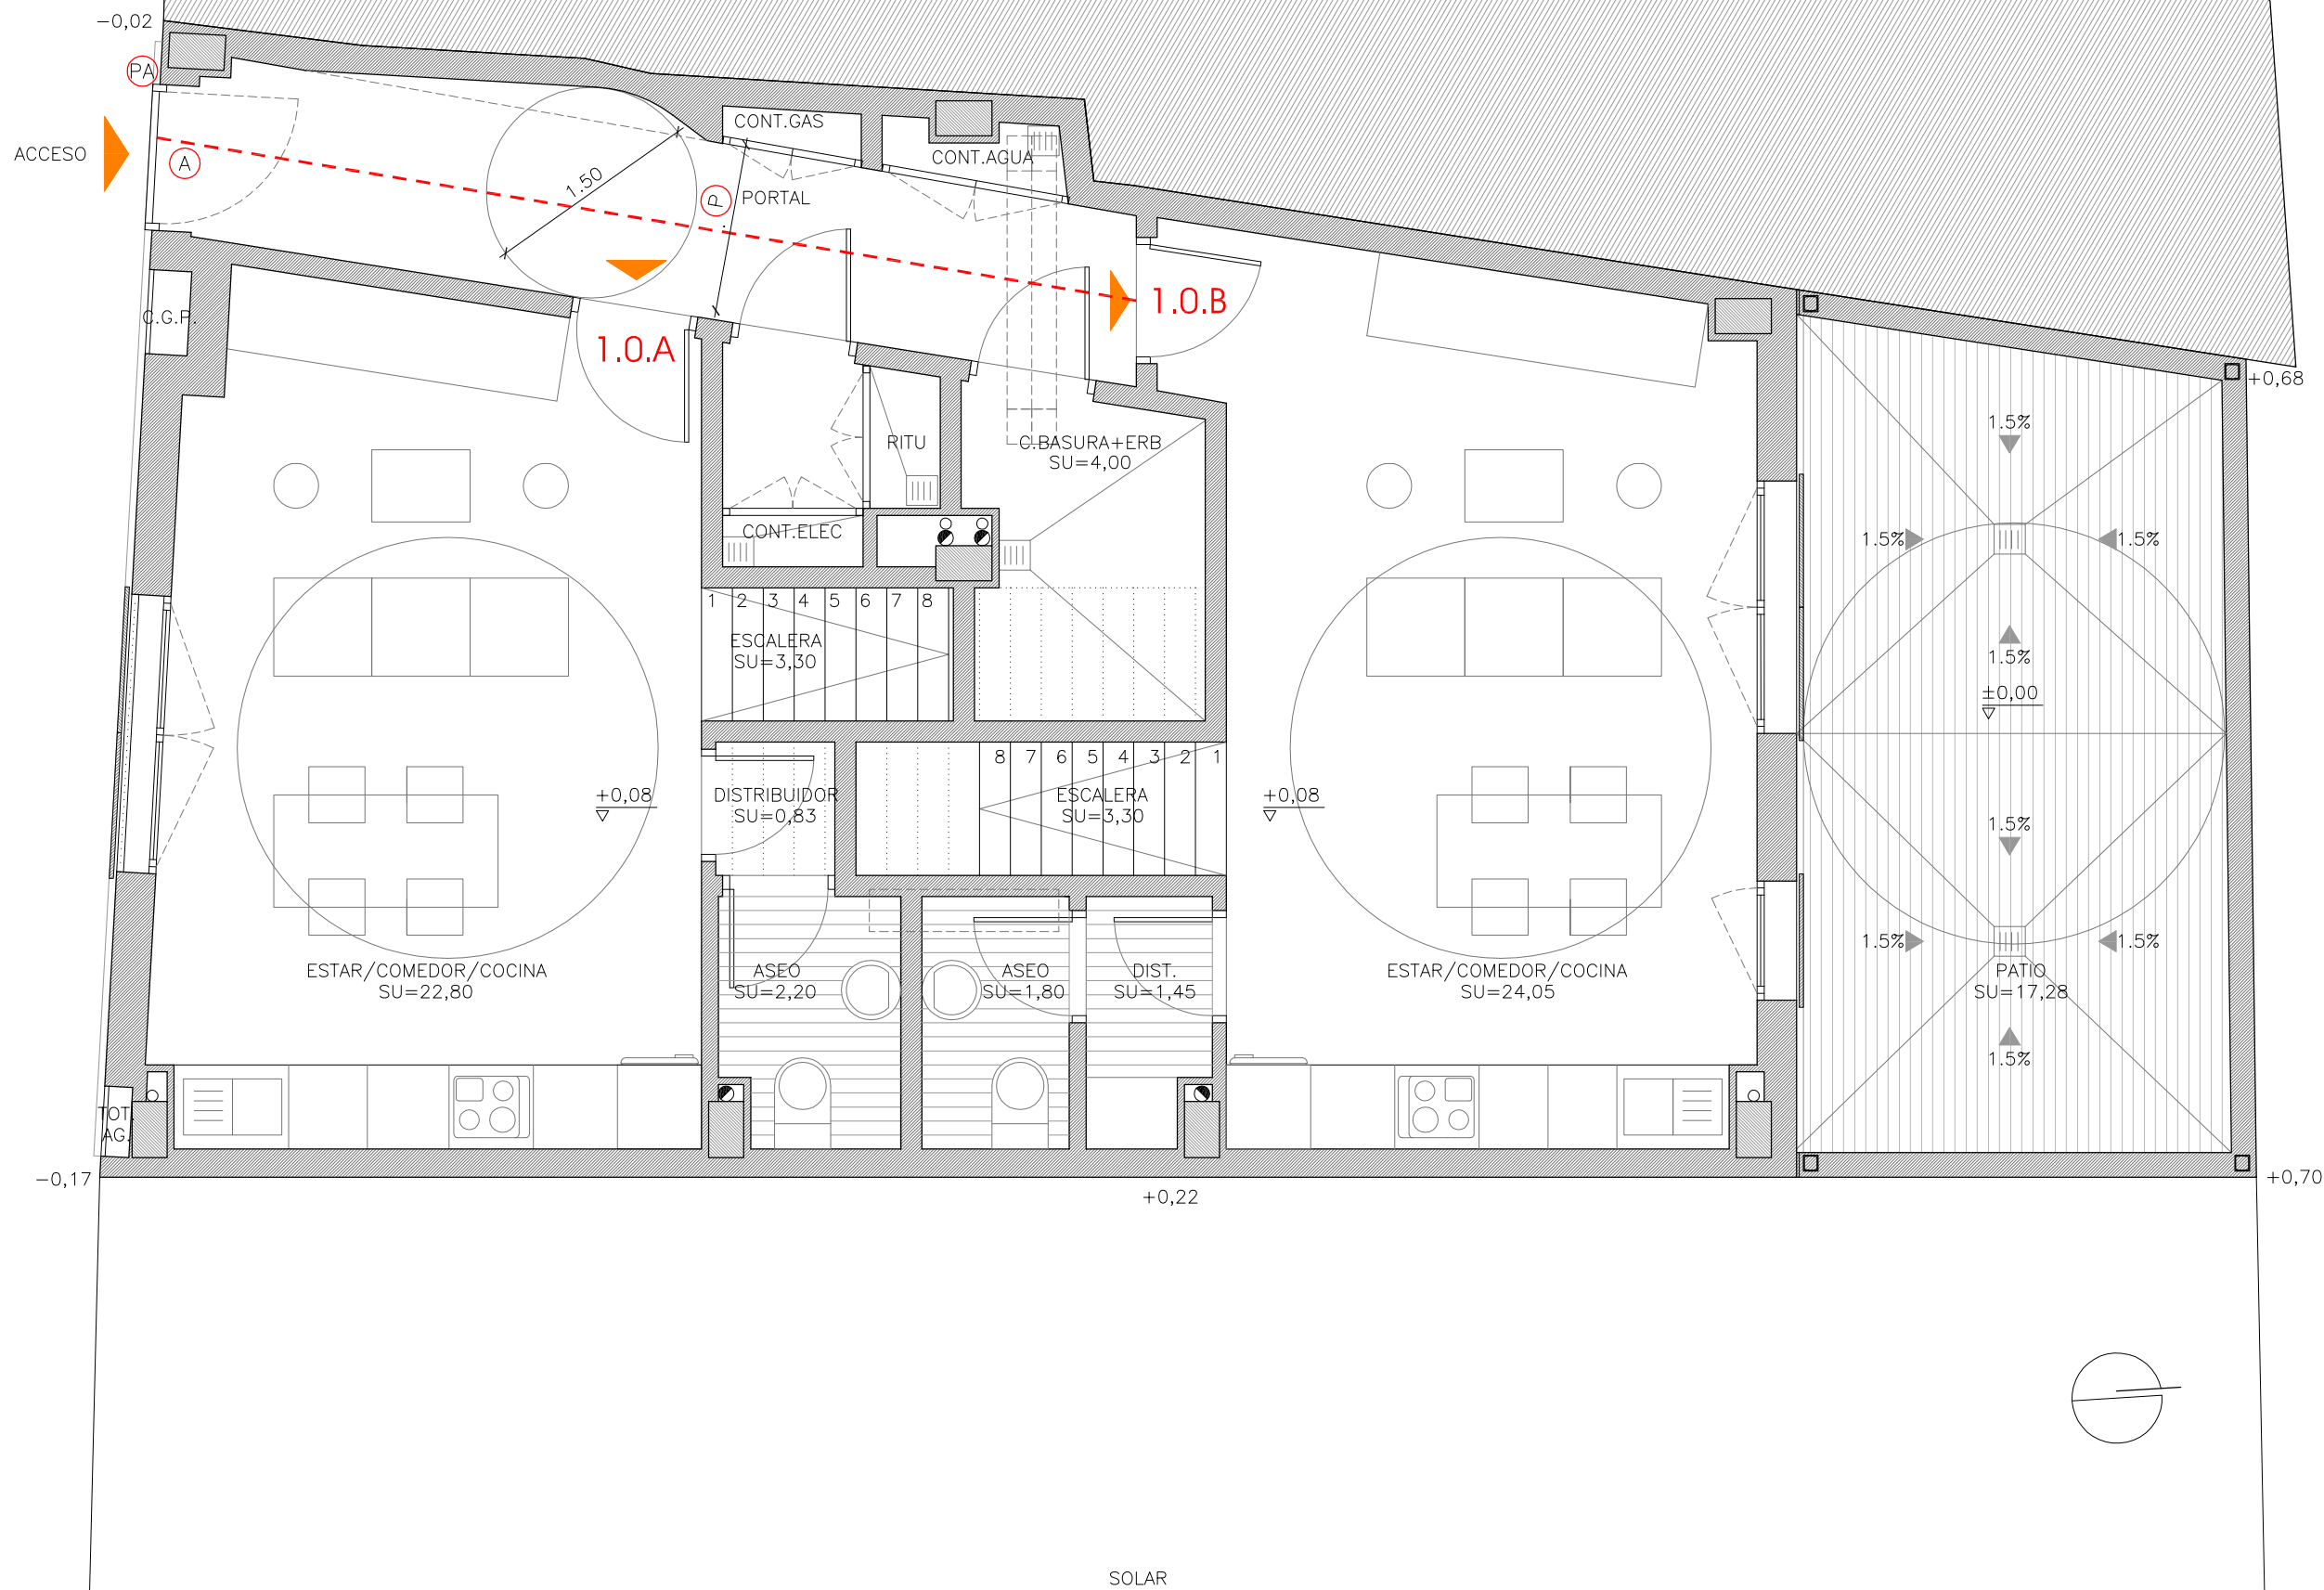 −0,02
PA
ACCESO
A
CONT.GAS
CONT.AGUA
1.50
P
PORTAL
1.0.B
C.G.P.
1.0.A
+0,68
RITU
C.BASURA+ERB
SU=4,00
1.5%
CONT.ELEC
1.5%
1.5%
1 2 3 4 5 6 7 8
ESCALERA
SU=3,30
1.5%
±0,00
8 7 6 5 4 3 2 1
+0,08
DISTRIBUIDOR
SU=0,83
ESCALERA
SU=3,30
+0,08
1.5%
1.5%
1.5%
ESTAR/COMEDOR/COCINA
SU=22,80
ASEO
SU=2,20
ASEO
SU=1,80
DIST.
SU=1,45
ESTAR/COMEDOR/COCINA
SU=24,05
PATIO
SU=17,28
1.5%
TOT.
AG.
−0,17
+0,22
+0,70
SOLAR